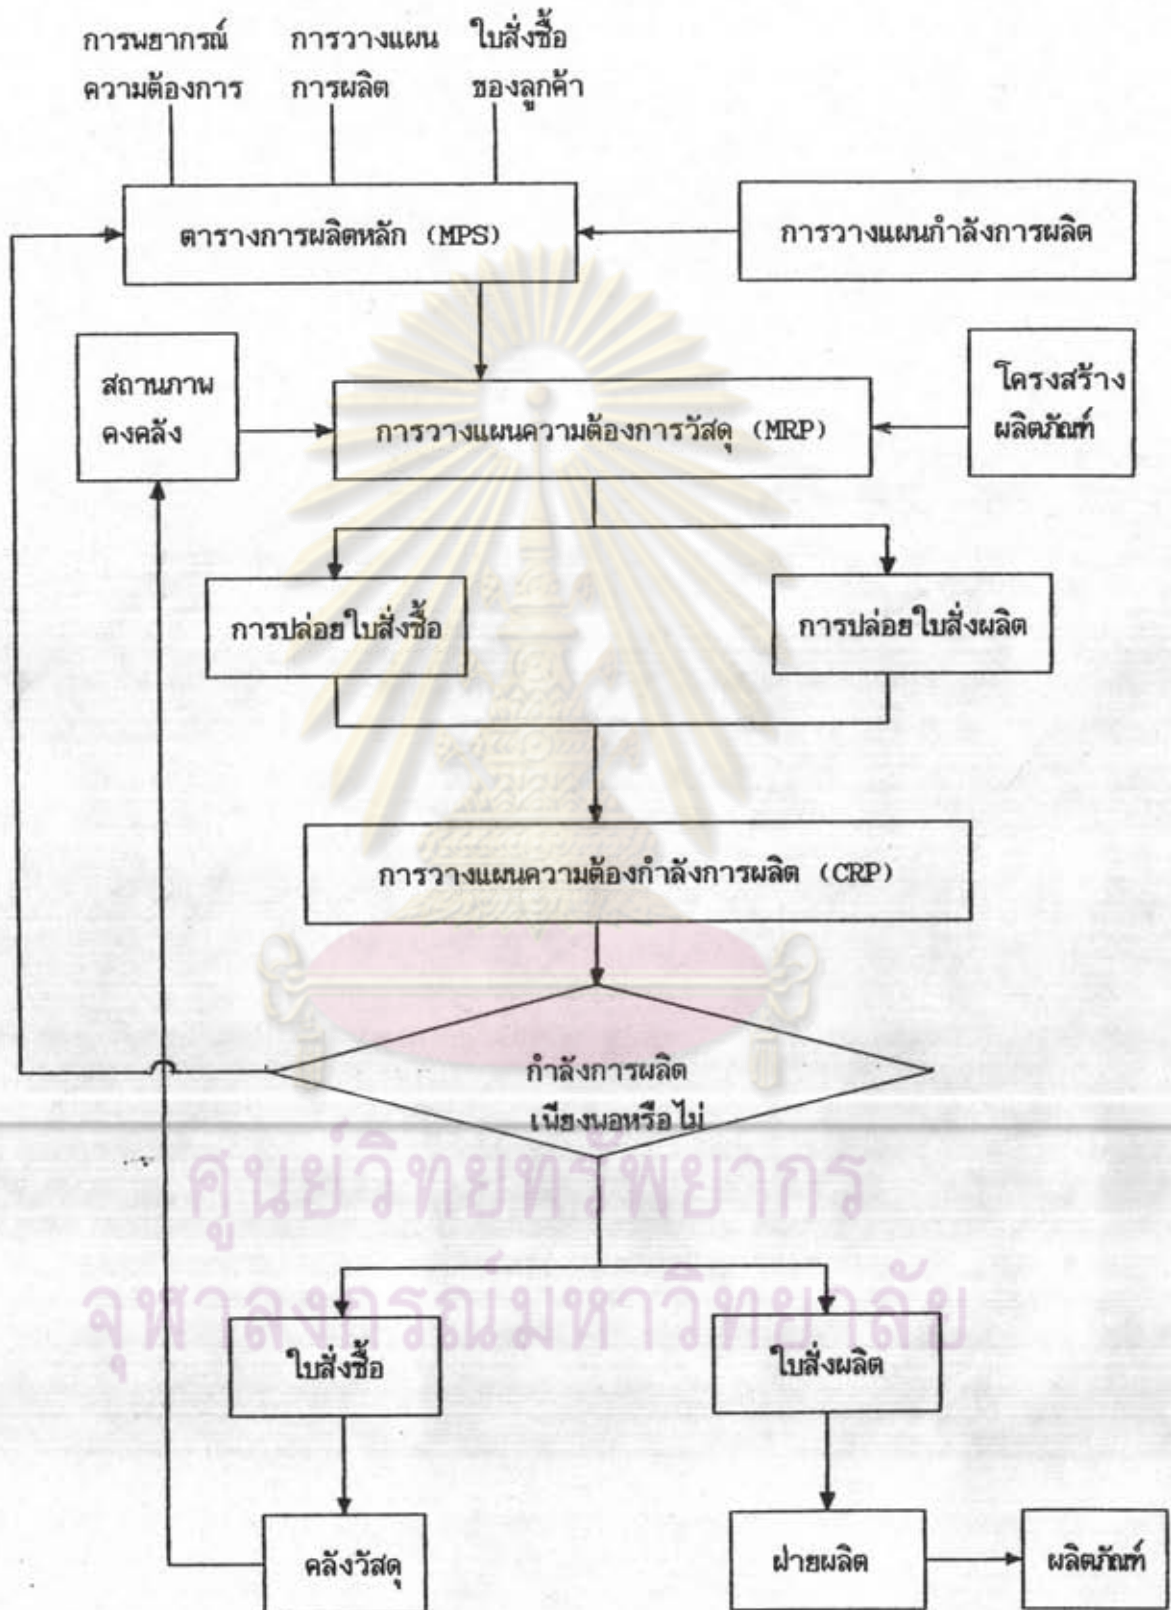 การพยากรณ์
ความต้องการ
การวางแผน
การผลิต
ใบสั่งซื้อ
ของลูกค้า
ตารางการผลิตหลัก (MPS)
การวางแผนกำลังการผลิต
สถานภาพ
คงคลัง
การวางแผนความต้องการวัสดุ (MRP)
โครงสร้าง
ผลิตภัณฑ์
การปล่อยใบสั่งซื้อ
การปล่อยใบสั่งผลิต
การวางแผนความต้องกำลังการผลิต (CRP)
กำลังการผลิต
เพียงพอหรือไม่
ศูนย์วิทยทรัพยากร
จุฬาลงกรณ์มหาวิทยาลัย
ใบสั่งซื้อ
ใบสั่งผลิต
คลังวัสดุ
ฝ่ายผลิต
ผลิตภัณฑ์